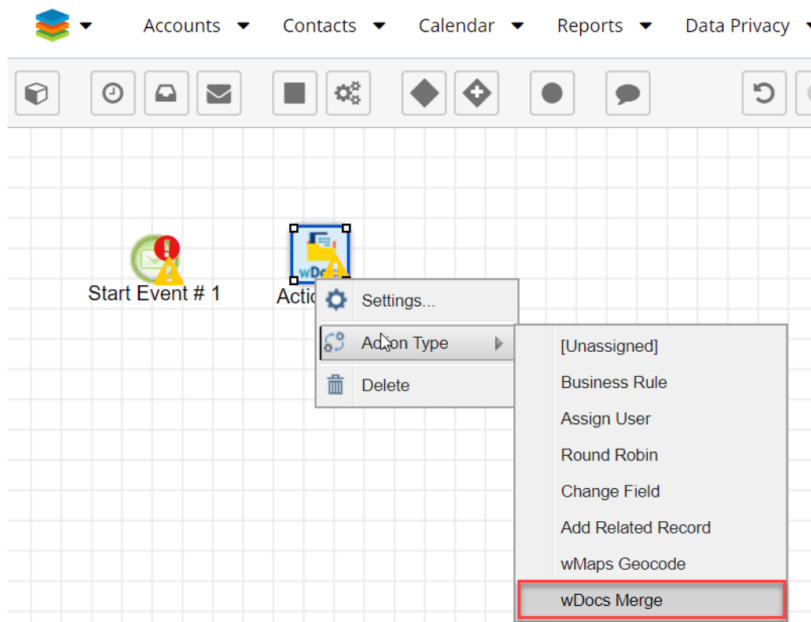 Accounts Contacts Calendar Reports Data Privacy
Start Event # 1
Settings...
Action Type
Delete
[Unassigned]
Business Rule
Assign User
Round Robin
Change Field
Add Related Record
wMaps Geocode
wDocs Merge